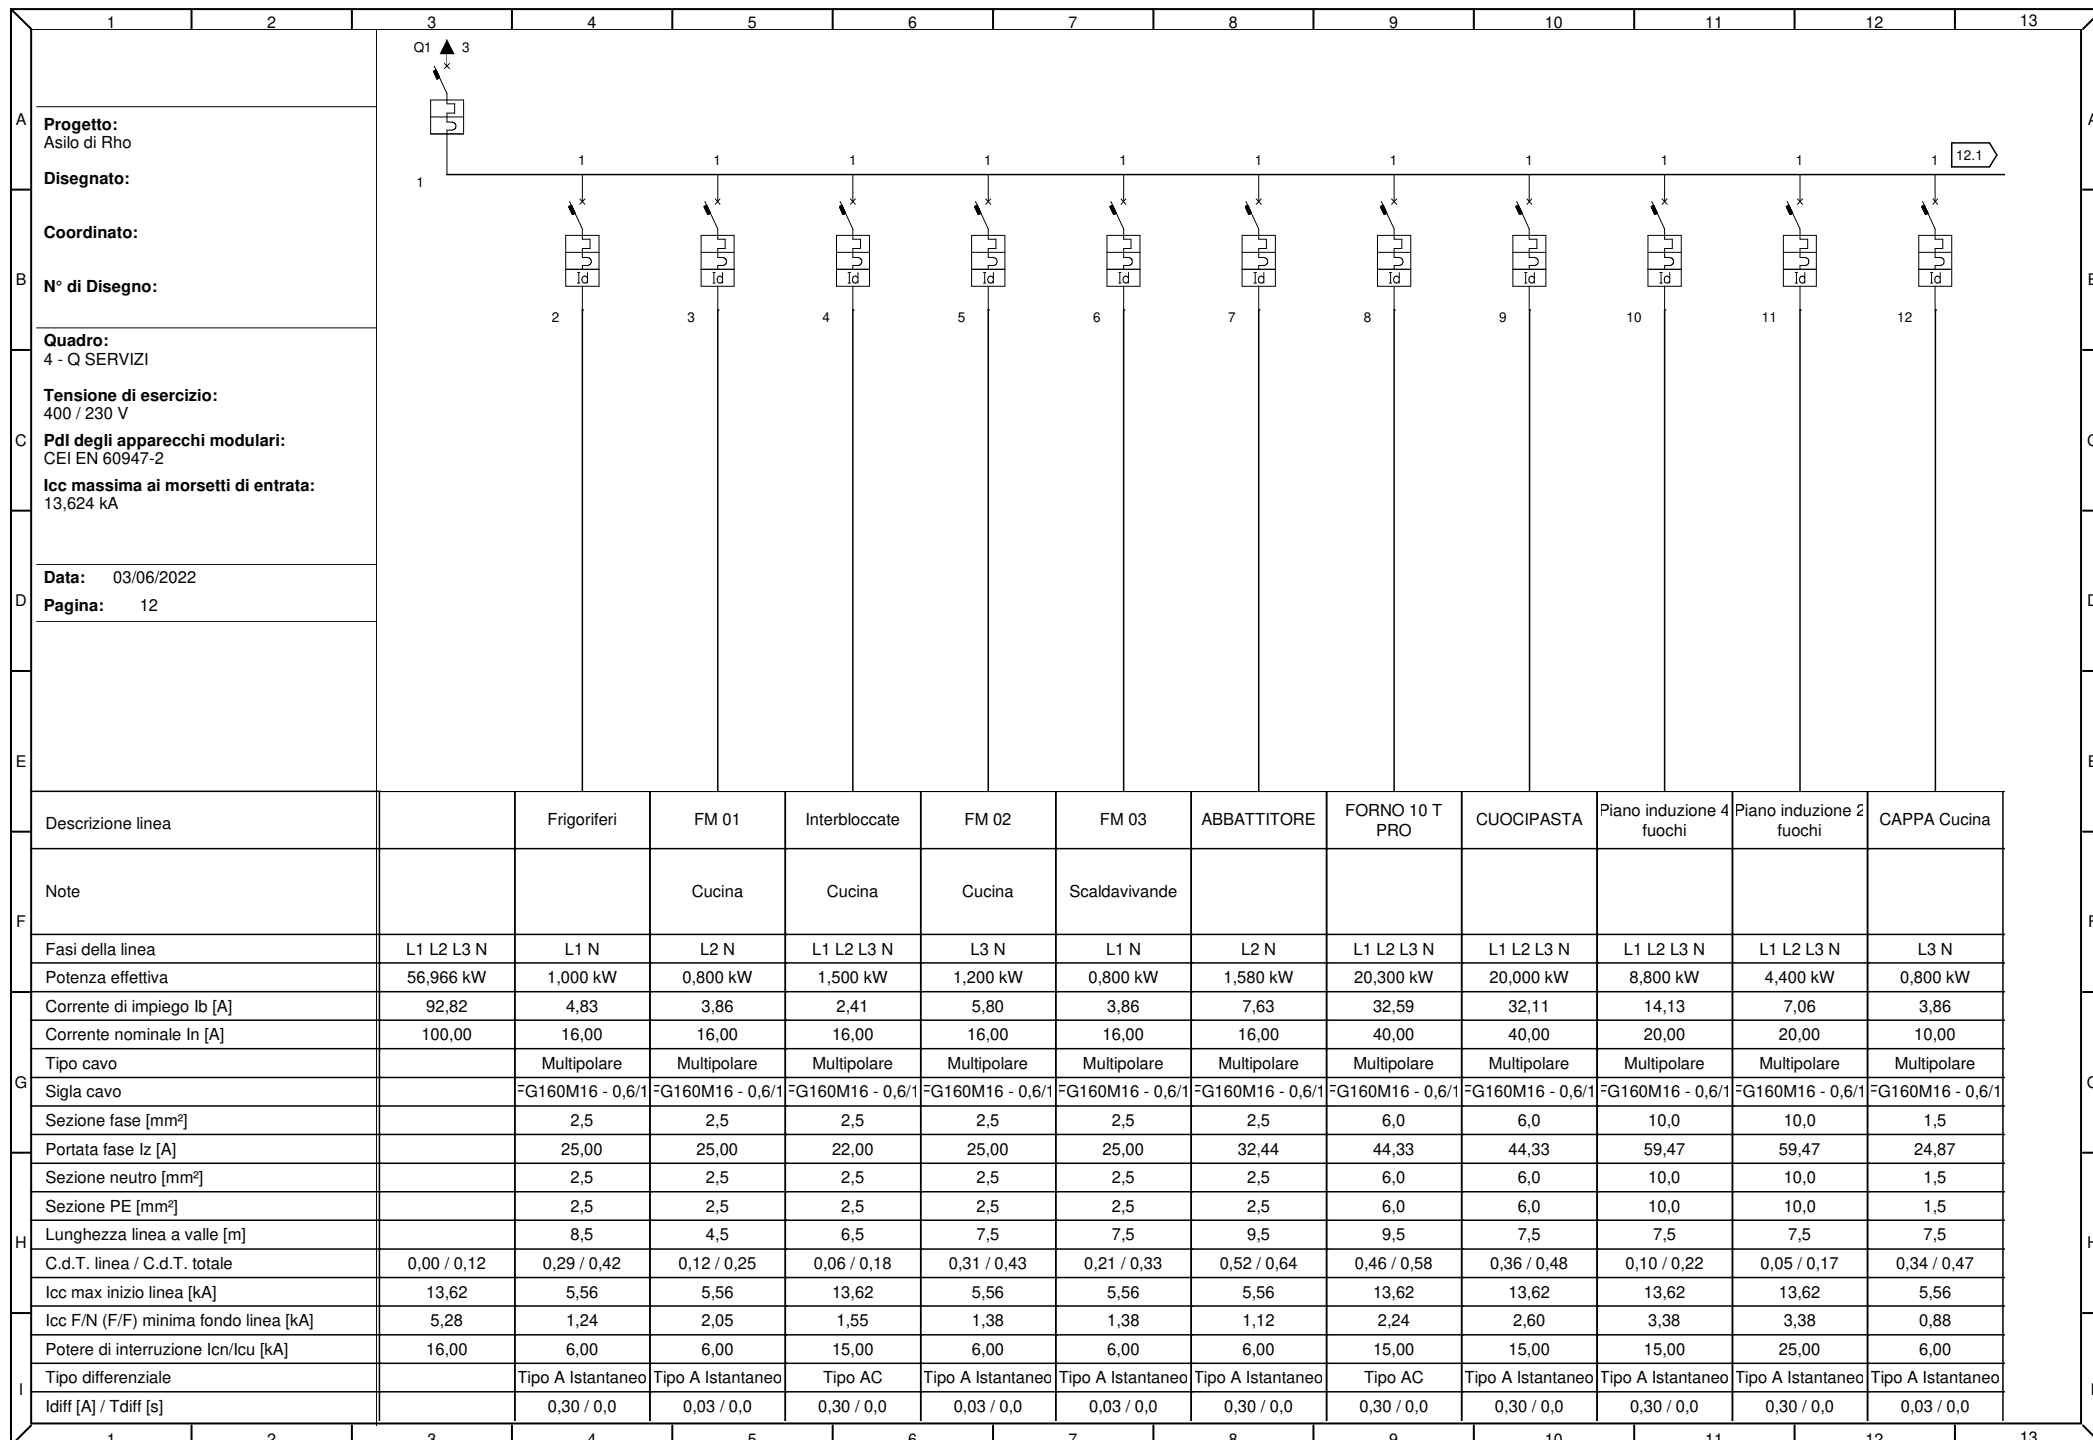 1 2 3 4 5 6 7 8 9 10 11 12 13
Q1 3
A
Progetto:
Asilo di Rho
Disegnato:
Coordinato:
N° di Disegno:
Quadro:
4 - Q SERVIZI
Tensione di esercizio:
400 / 230 V
PdI degli apparecchi modulari:
CEI EN 60947-2
Icc massima ai morsetti di entrata:
13,624 kA
Data: 03/06/2022
Pagina: 12
1 1 1 1 1 1 1 1 1 1 1 12.1
1
B
Id Id Id Id Id Id Id Id Id Id Id
2 3 4 5 6 7 8 9 10 11 12
C
D
E
Descrizione linea Frigoriferi FM 01 Interbloccate FM 02 FM 03 ABBATTITORE FORNO 10 T PRO CUOCIPASTA Piano induzione 4 fuochi Piano induzione 2 fuochi CAPPA Cucina
Note Cucina Cucina Cucina Scaldavivande
F
Fasi della linea L1 L2 L3 N L1 N L2 N L1 L2 L3 N L3 N L1 N L2 N L1 L2 L3 N L1 L2 L3 N L1 L2 L3 N L1 L2 L3 N L3 N
Potenza effettiva 56,966 kW 1,000 kW 0,800 kW 1,500 kW 1,200 kW 0,800 kW 1,580 kW 20,300 kW 20,000 kW 8,800 kW 4,400 kW 0,800 kW
Corrente di impiego Ib [A] 92,82 4,83 3,86 2,41 5,80 3,86 7,63 32,59 32,11 14,13 7,06 3,86
Corrente nominale In [A] 100,00 16,00 16,00 16,00 16,00 16,00 16,00 40,00 40,00 20,00 20,00 10,00
Tipo cavo Multipolare Multipolare Multipolare Multipolare Multipolare Multipolare Multipolare Multipolare Multipolare Multipolare Multipolare
G
Sigla cavo FG160M16 - 0,6/1 FG160M16 - 0,6/1 FG160M16 - 0,6/1 FG160M16 - 0,6/1 FG160M16 - 0,6/1 FG160M16 - 0,6/1 FG160M16 - 0,6/1 FG160M16 - 0,6/1 FG160M16 - 0,6/1 FG160M16 - 0,6/1 FG160M16 - 0,6/1
Sezione fase [mm²] 2,5 2,5 2,5 2,5 2,5 2,5 6,0 6,0 10,0 10,0 1,5
Portata fase Iz [A] 25,00 25,00 22,00 25,00 25,00 32,44 44,33 44,33 59,47 59,47 24,87
Sezione neutro [mm²] 2,5 2,5 2,5 2,5 2,5 2,5 6,0 6,0 10,0 10,0 1,5
Sezione PE [mm²] 2,5 2,5 2,5 2,5 2,5 2,5 6,0 6,0 10,0 10,0 1,5
Lunghezza linea a valle [m] 8,5 4,5 6,5 7,5 7,5 9,5 9,5 7,5 7,5 7,5 7,5
H
C.d.T. linea / C.d.T. totale 0,00 / 0,12 0,29 / 0,42 0,12 / 0,25 0,06 / 0,18 0,31 / 0,43 0,21 / 0,33 0,52 / 0,64 0,46 / 0,58 0,36 / 0,48 0,10 / 0,22 0,05 / 0,17 0,34 / 0,47
Icc max inizio linea [kA] 13,62 5,56 5,56 13,62 5,56 5,56 5,56 13,62 13,62 13,62 13,62 5,56
Icc F/N (F/F) minima fondo linea [kA] 5,28 1,24 2,05 1,55 1,38 1,38 1,12 2,24 2,60 3,38 3,38 0,88
Potere di interruzione Icn/Icu [kA] 16,00 6,00 6,00 15,00 6,00 6,00 6,00 15,00 15,00 15,00 25,00 6,00
Tipo differenziale Tipo A Istantaneo Tipo A Istantaneo Tipo AC Tipo A Istantaneo Tipo A Istantaneo Tipo A Istantaneo Tipo AC Tipo A Istantaneo Tipo A Istantaneo Tipo A Istantaneo Tipo A Istantaneo
I
Idiff [A] / Tdiff [s] 0,30 / 0,0 0,03 / 0,0 0,30 / 0,0 0,03 / 0,0 0,03 / 0,0 0,30 / 0,0 0,30 / 0,0 0,30 / 0,0 0,30 / 0,0 0,30 / 0,0 0,03 / 0,0
1 2 3 4 5 6 7 8 9 10 11 12 13